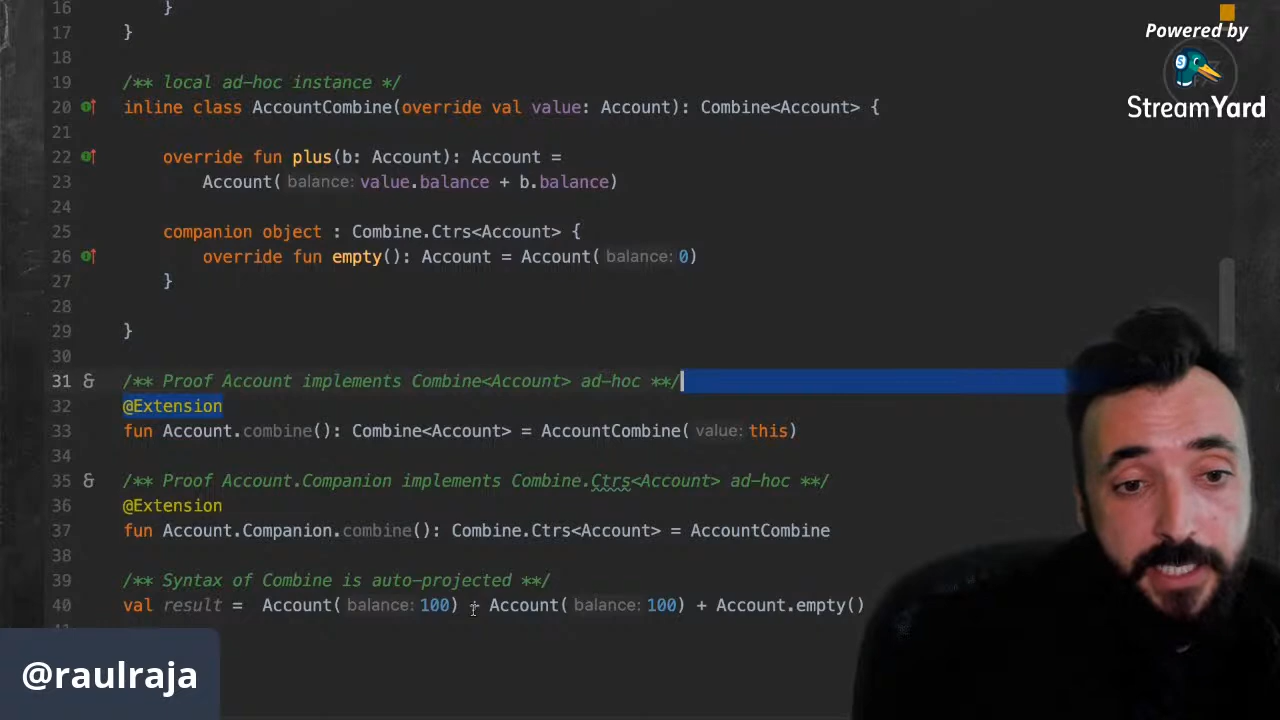 16 }
17 }
18
19 /** local ad-hoc instance */
20 inline class AccountCombine(override val value: Account): Combine<Account> {
21
22 override fun plus(b: Account): Account =
23 Account( balance: value.balance + b.balance)
24
25 companion object : Combine.Ctrs<Account> {
26 override fun empty(): Account = Account( balance: 0)
27 }
28
29 }
30
31 /** Proof Account implements Combine<Account> ad-hoc **/
32 @Extension
33 fun Account.combine(): Combine<Account> = AccountCombine( value: this)
34
35 /** Proof Account.Companion implements Combine.Ctrs<Account> ad-hoc **/
36 @Extension
37 fun Account.Companion.combine(): Combine.Ctrs<Account> = AccountCombine
38
39 /** Syntax of Combine is auto-projected **/
40 val result = Account( balance: 100) + Account( balance: 100) + Account.empty()
Powered by
StreamYard
@raulraja